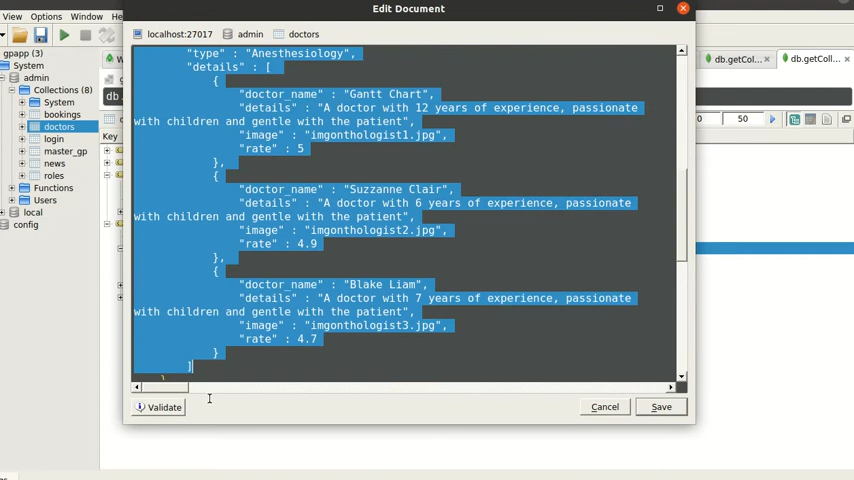 Edit Document
View Options Window H
localhost:27017 admin doctors
gpapp (3)
System
admin
Collections (8)
System
bookings
doctors
login
master_gp
news
roles
Functions
Users
local
config
db.
Key
"type" : "Anesthesiology",
"details" : [
{
"doctor_name" : "Gantt Chart",
"details" : "A doctor with 12 years of experience, passionate
with children and gentle with the patient",
"image" : "imgonthologist1.jpg",
"rate" : 5
},
{
"doctor_name" : "Suzzanne Clair",
"details" : "A doctor with 6 years of experience, passionate
with children and gentle with the patient",
"image" : "imgonthologist2.jpg",
"rate" : 4.9
},
{
"doctor_name" : "Blake Liam",
"details" : "A doctor with 7 years of experience, passionate
with children and gentle with the patient",
"image" : "imgonthologist3.jpg",
"rate" : 4.7
}
]
Validate
Cancel Save
db.getCol... db.getColl...
0 50